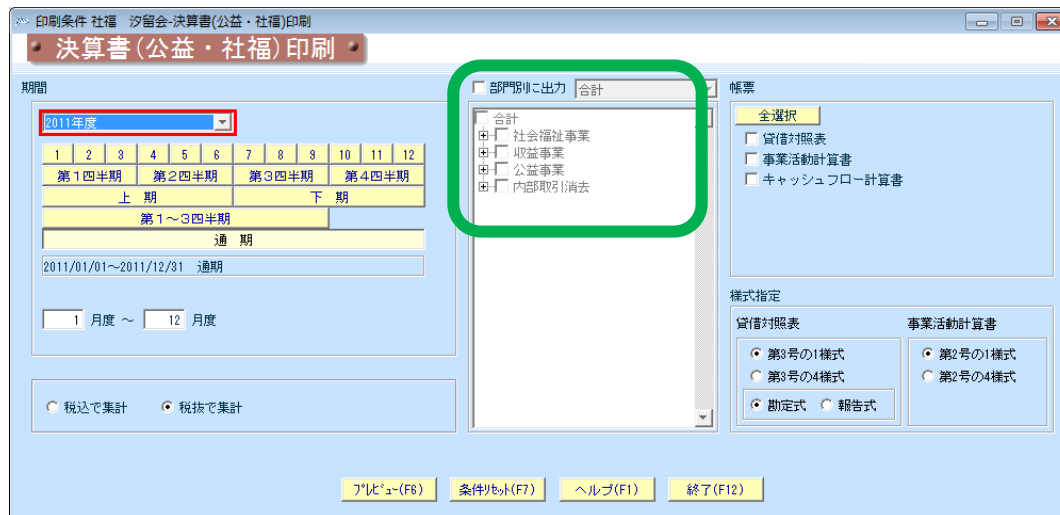 印刷条件 社福　汐留会-決算書(公益・社福)印刷
決算書(公益・社福)印刷
期間
2011年度
1 2 3 4 5 6 7 8 9 10 11 12
第1四半期 第2四半期 第3四半期 第4四半期
上 期 下 期
第1～3四半期
通 期
2011/01/01～2011/12/31 通期
1 月度 ～ 12 月度
税込で集計 税抜で集計
部門別に出力 合計
合計
社会福祉事業
収益事業
公益事業
内部取引消去
帳票
全選択
貸借対照表
事業活動計算書
キャッシュフロー計算書
様式指定
貸借対照表 事業活動計算書
第3号の1様式 第2号の1様式
第3号の4様式 第2号の4様式
勘定式 報告式
ﾌﾟﾚﾋﾞｭｰ(F6) 条件ﾘｾｯﾄ(F7) ヘルプ(F1) 終了(F12)